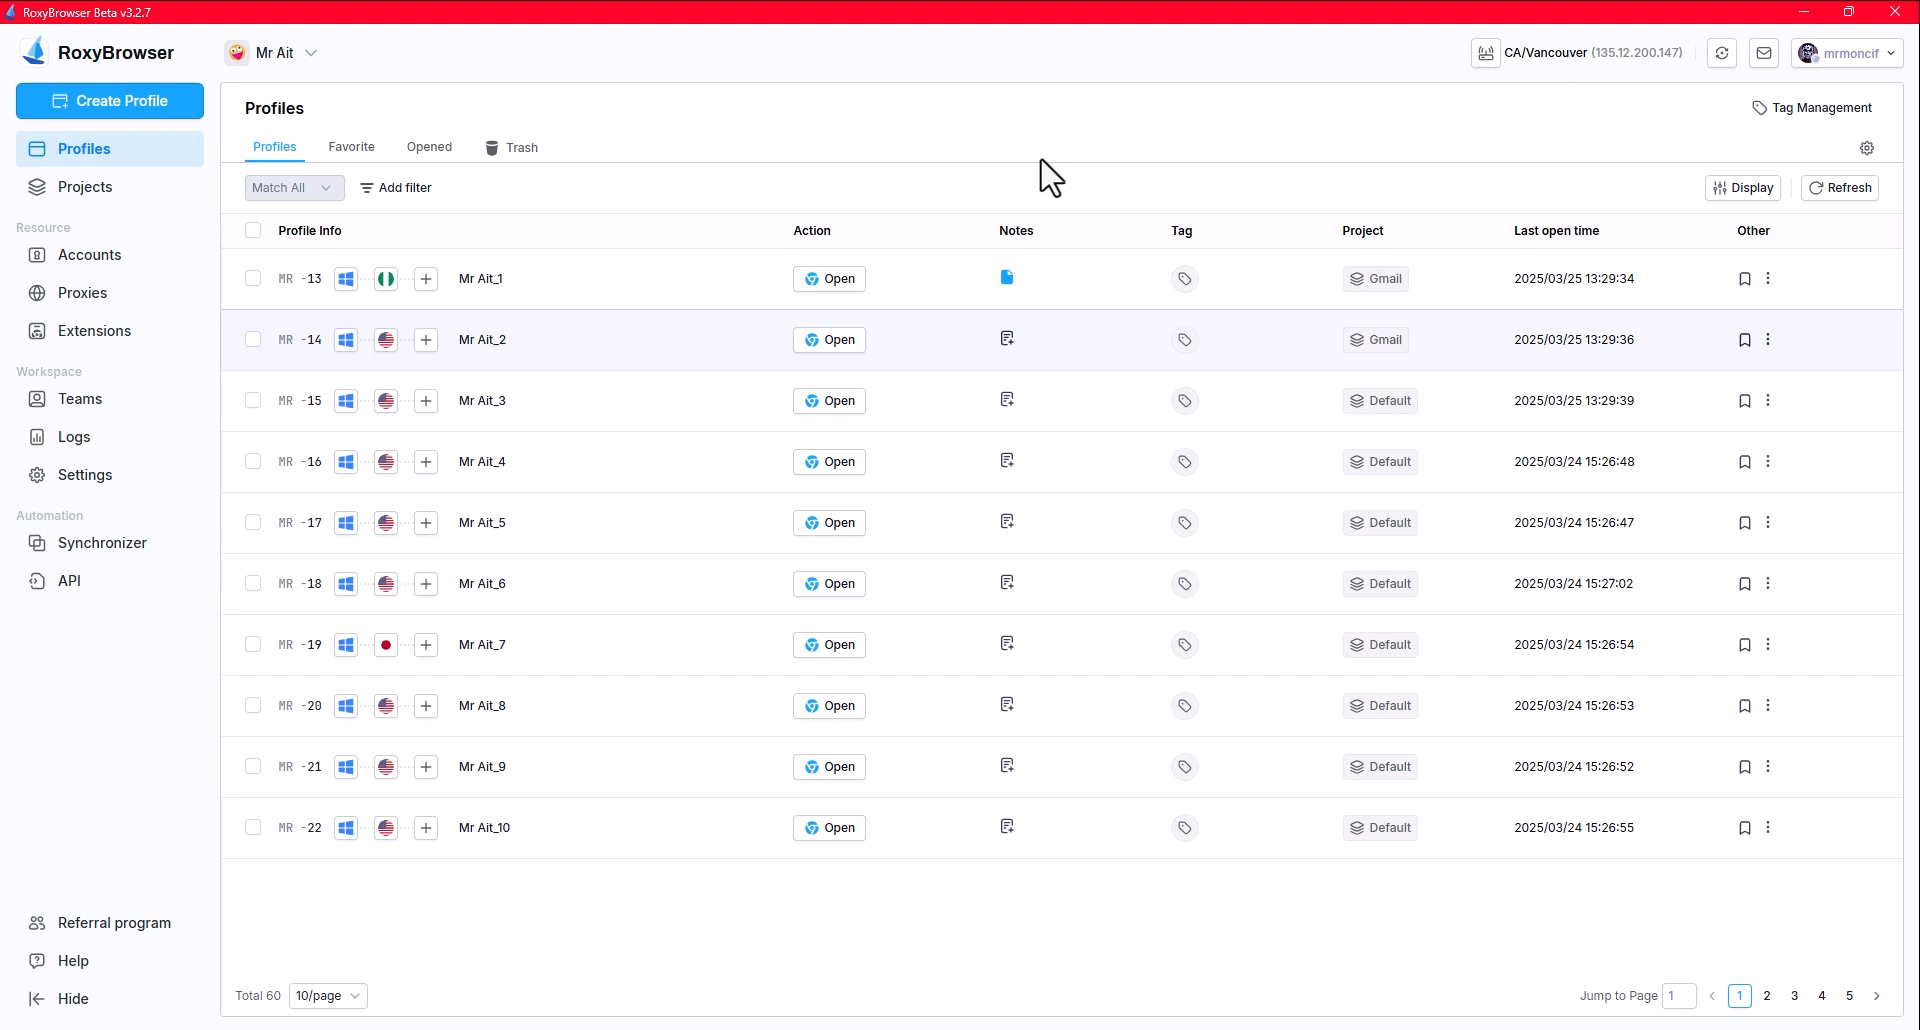 RoxyBrowser Beta v3.2.7
RoxyBrowser
Mr Ait
CA/Vancouver (135.12.200.147)
mrmoncif
Create Profile
Profiles
Projects
Resource
Accounts
Proxies
Extensions
Workspace
Teams
Logs
Settings
Automation
Synchronizer
API
Referral program
Help
Hide
Profiles
Tag Management
Profiles Favorite Opened Trash
Match All Add filter
Display Refresh
Profile Info Action Notes Tag Project Last open time Other
MR -13 Mr Ait_1 Open Gmail 2025/03/25 13:29:34
MR -14 Mr Ait_2 Open Gmail 2025/03/25 13:29:36
MR -15 Mr Ait_3 Open Default 2025/03/25 13:29:39
MR -16 Mr Ait_4 Open Default 2025/03/24 15:26:48
MR -17 Mr Ait_5 Open Default 2025/03/24 15:26:47
MR -18 Mr Ait_6 Open Default 2025/03/24 15:27:02
MR -19 Mr Ait_7 Open Default 2025/03/24 15:26:54
MR -20 Mr Ait_8 Open Default 2025/03/24 15:26:53
MR -21 Mr Ait_9 Open Default 2025/03/24 15:26:52
MR -22 Mr Ait_10 Open Default 2025/03/24 15:26:55
Total 60 10/page
Jump to Page 1 1 2 3 4 5